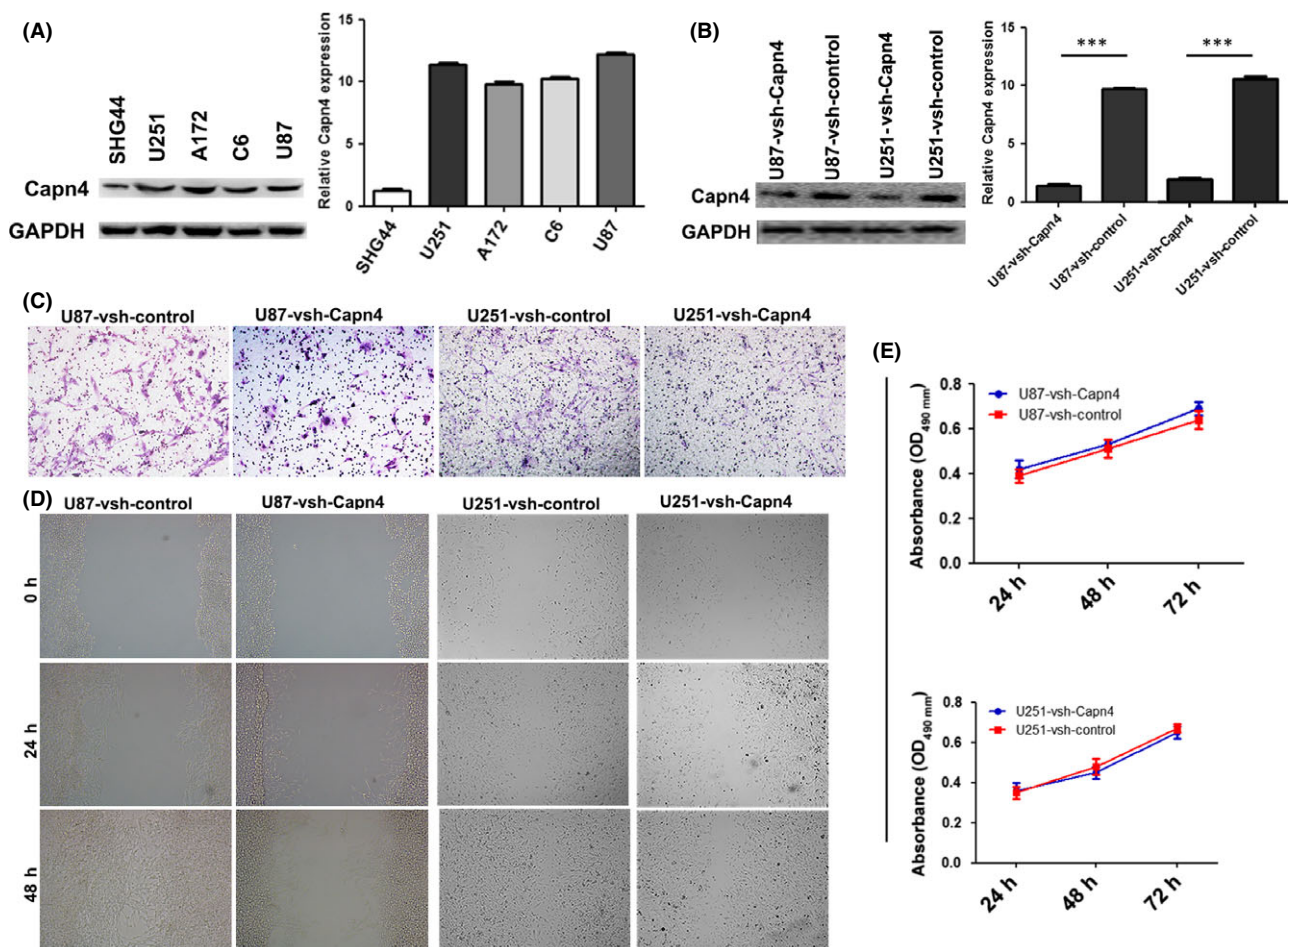 (A)
SHG44
U251
A172
C6
U87
Capn4
GAPDH
Relative Capn4 expression
15
10
5
0
SHG44
U251
A172
C6
U87
(B)
U87-vsh-Capn4
U87-vsh-control
U251-vsh-Capn4
U251-vsh-control
Capn4
GAPDH
Relative Capn4 expression
15
10
5
0
***
***
U87-vsh-Capn4
U87-vsh-control
U251-vsh-Capn4
U251-vsh-control
(C)
U87-vsh-control
U87-vsh-Capn4
U251-vsh-control
U251-vsh-Capn4
(D)
U87-vsh-control
U87-vsh-Capn4
U251-vsh-control
U251-vsh-Capn4
0 h
24 h
48 h
(E)
Absorbance (OD490 mm)
0.8
0.6
0.4
0.2
0.0
U87-vsh-Capn4
U87-vsh-control
24 h
48 h
72 h
Absorbance (OD490 mm)
0.8
0.6
0.4
0.2
0.0
U251-vsh-Capn4
U251-vsh-control
24 h
48 h
72 h